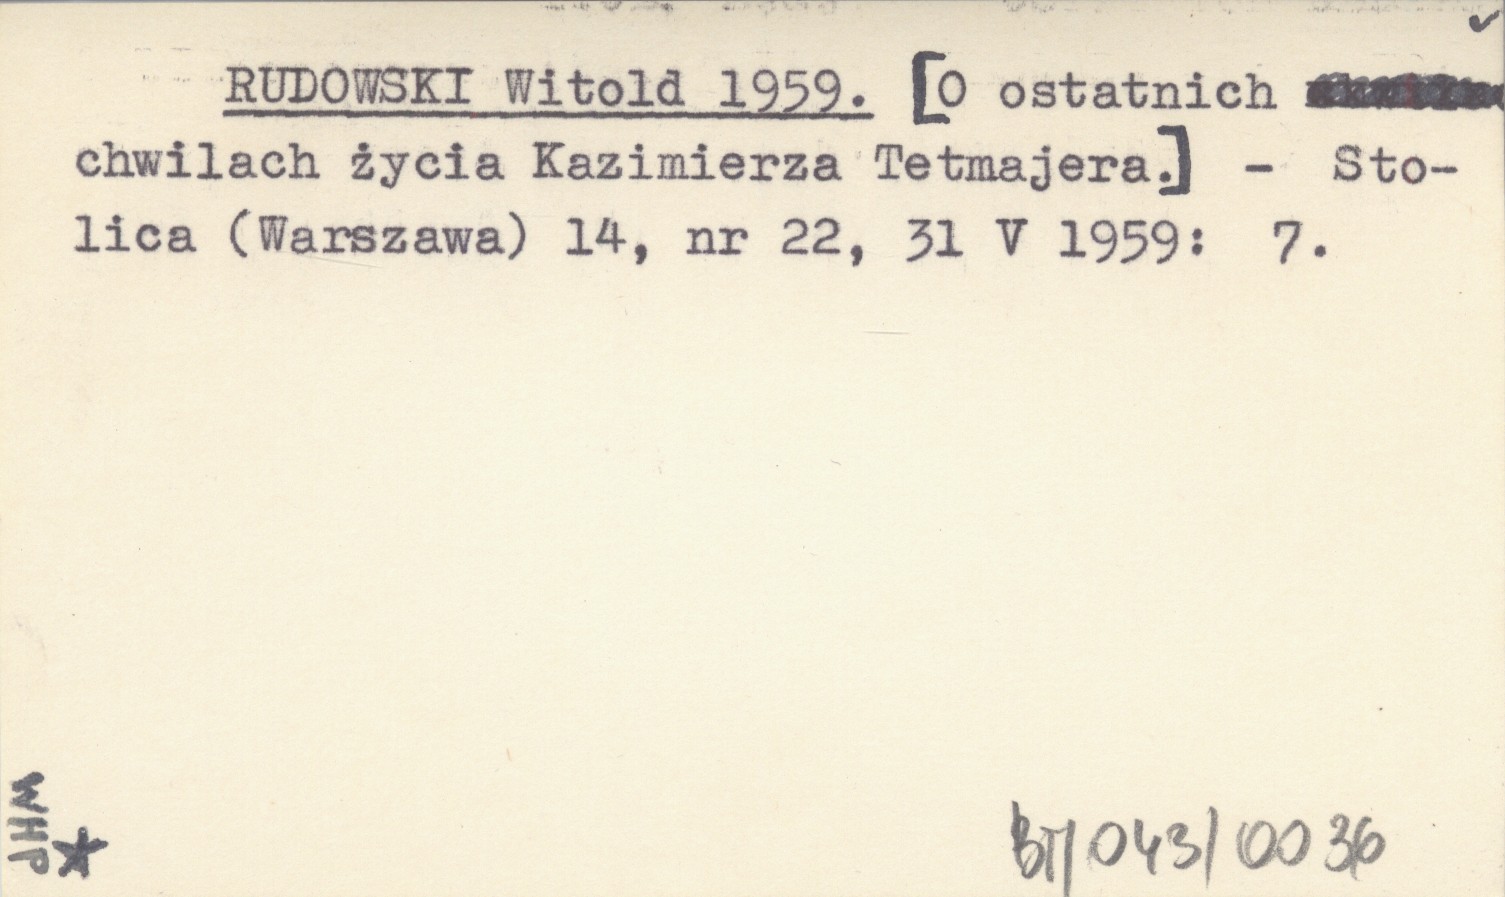 RUDOWSKI Witold 1959. [O ostatnich
chwilach życia Kazimierza Tetmajera.] - Sto-
lica (Warszawa) 14, nr 22, 31 V 1959: 7.
WHP
BT/043/0036